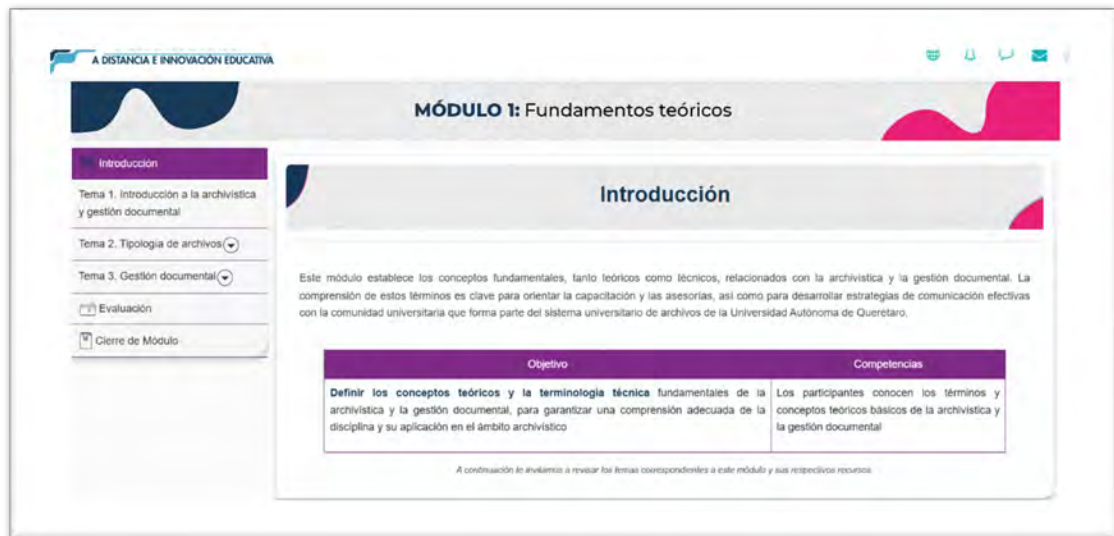 A DISTANCIA E INNOVACIÓN EDUCATIVA
MÓDULO 1: Fundamentos teóricos
Introducción
Tema 1. Introducción a la archivística
y gestión documental
Tema 2. Tipología de archivos
Tema 3. Gestión documental
Evaluación
Cierre de Módulo
Introducción
Este módulo establece los conceptos fundamentales, tanto teóricos como técnicos, relacionados con la archivística y la gestión documental. La
comprensión de estos términos es clave para orientar la capacitación y las asesorías, así como para desarrollar estrategias de comunicación efectivas
con la comunidad universitaria que forma parte del sistema universitario de archivos de la Universidad Autónoma de Querétaro.
Objetivo
Competencias
Definir los conceptos teóricos y la terminología técnica fundamentales de la
archivística y la gestión documental, para garantizar una comprensión adecuada de la
disciplina y su aplicación en el ámbito archivístico
Los participantes conocen los términos y
conceptos teóricos básicos de la archivística y
la gestión documental
A continuación te invitamos a revisar los temas correspondientes a este módulo y sus respectivos recursos.